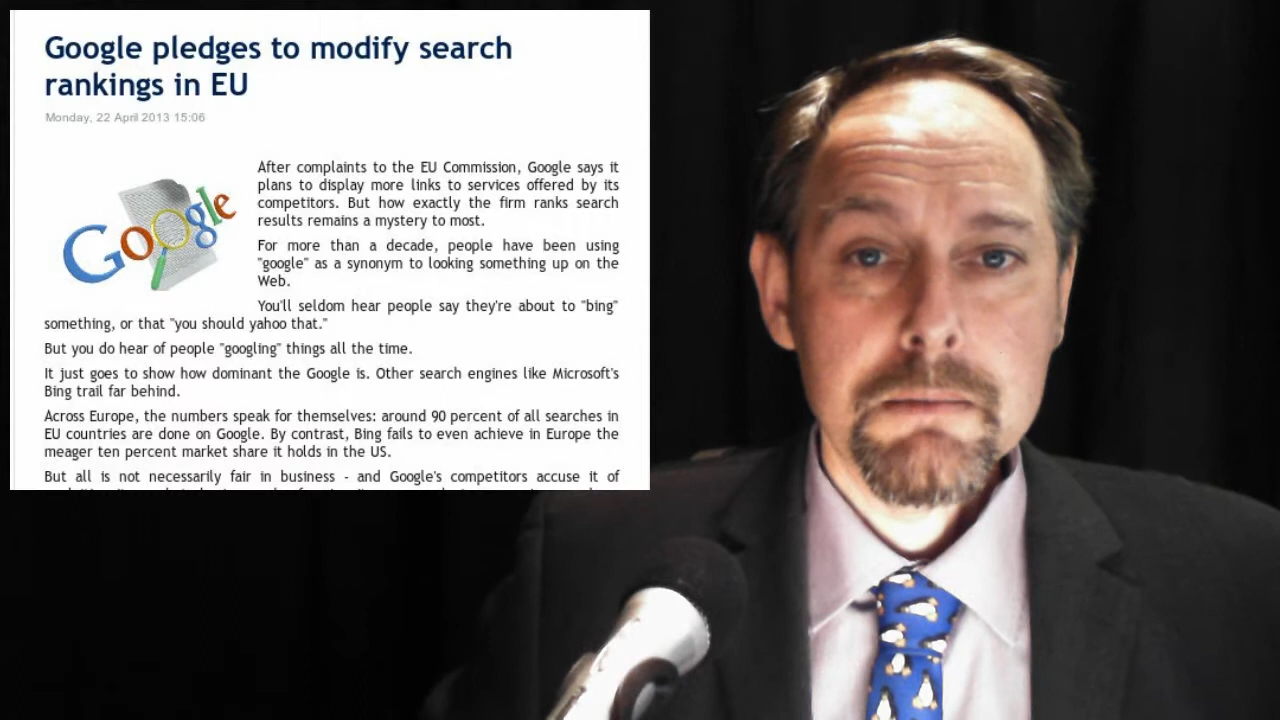 Google pledges to modify search
rankings in EU
Monday, 22 April 2013 15:06
Google
After complaints to the EU Commission, Google says it
plans to display more links to services offered by its
competitors. But how exactly the firm ranks search
results remains a mystery to most.
For more than a decade, people have been using
"google" as a synonym to looking something up on the
Web.
You'll seldom hear people say they're about to "bing"
something, or that "you should yahoo that."
But you do hear of people "googling" things all the time.
It just goes to show how dominant the Google is. Other search engines like Microsoft's
Bing trail far behind.
Across Europe, the numbers speak for themselves: around 90 percent of all searches in
EU countries are done on Google. By contrast, Bing fails to even achieve in Europe the
meager ten percent market share it holds in the US.
But all is not necessarily fair in business - and Google's competitors accuse it of